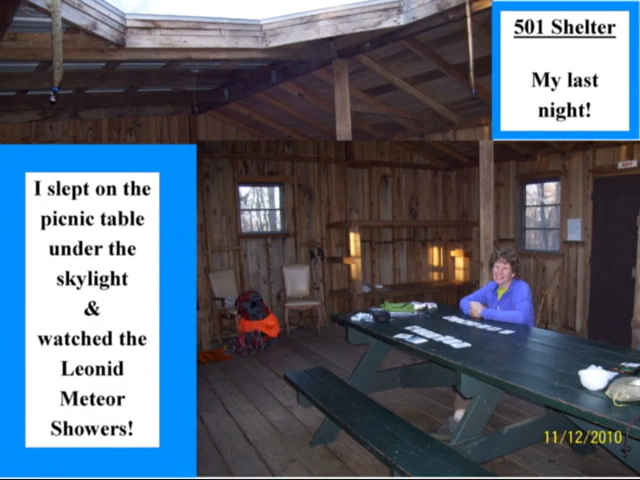 501 Shelter
My last
night!
I slept on the
picnic table
under the
skylight
&
watched the
Leonid
Meteor
Showers!
11/12/2010